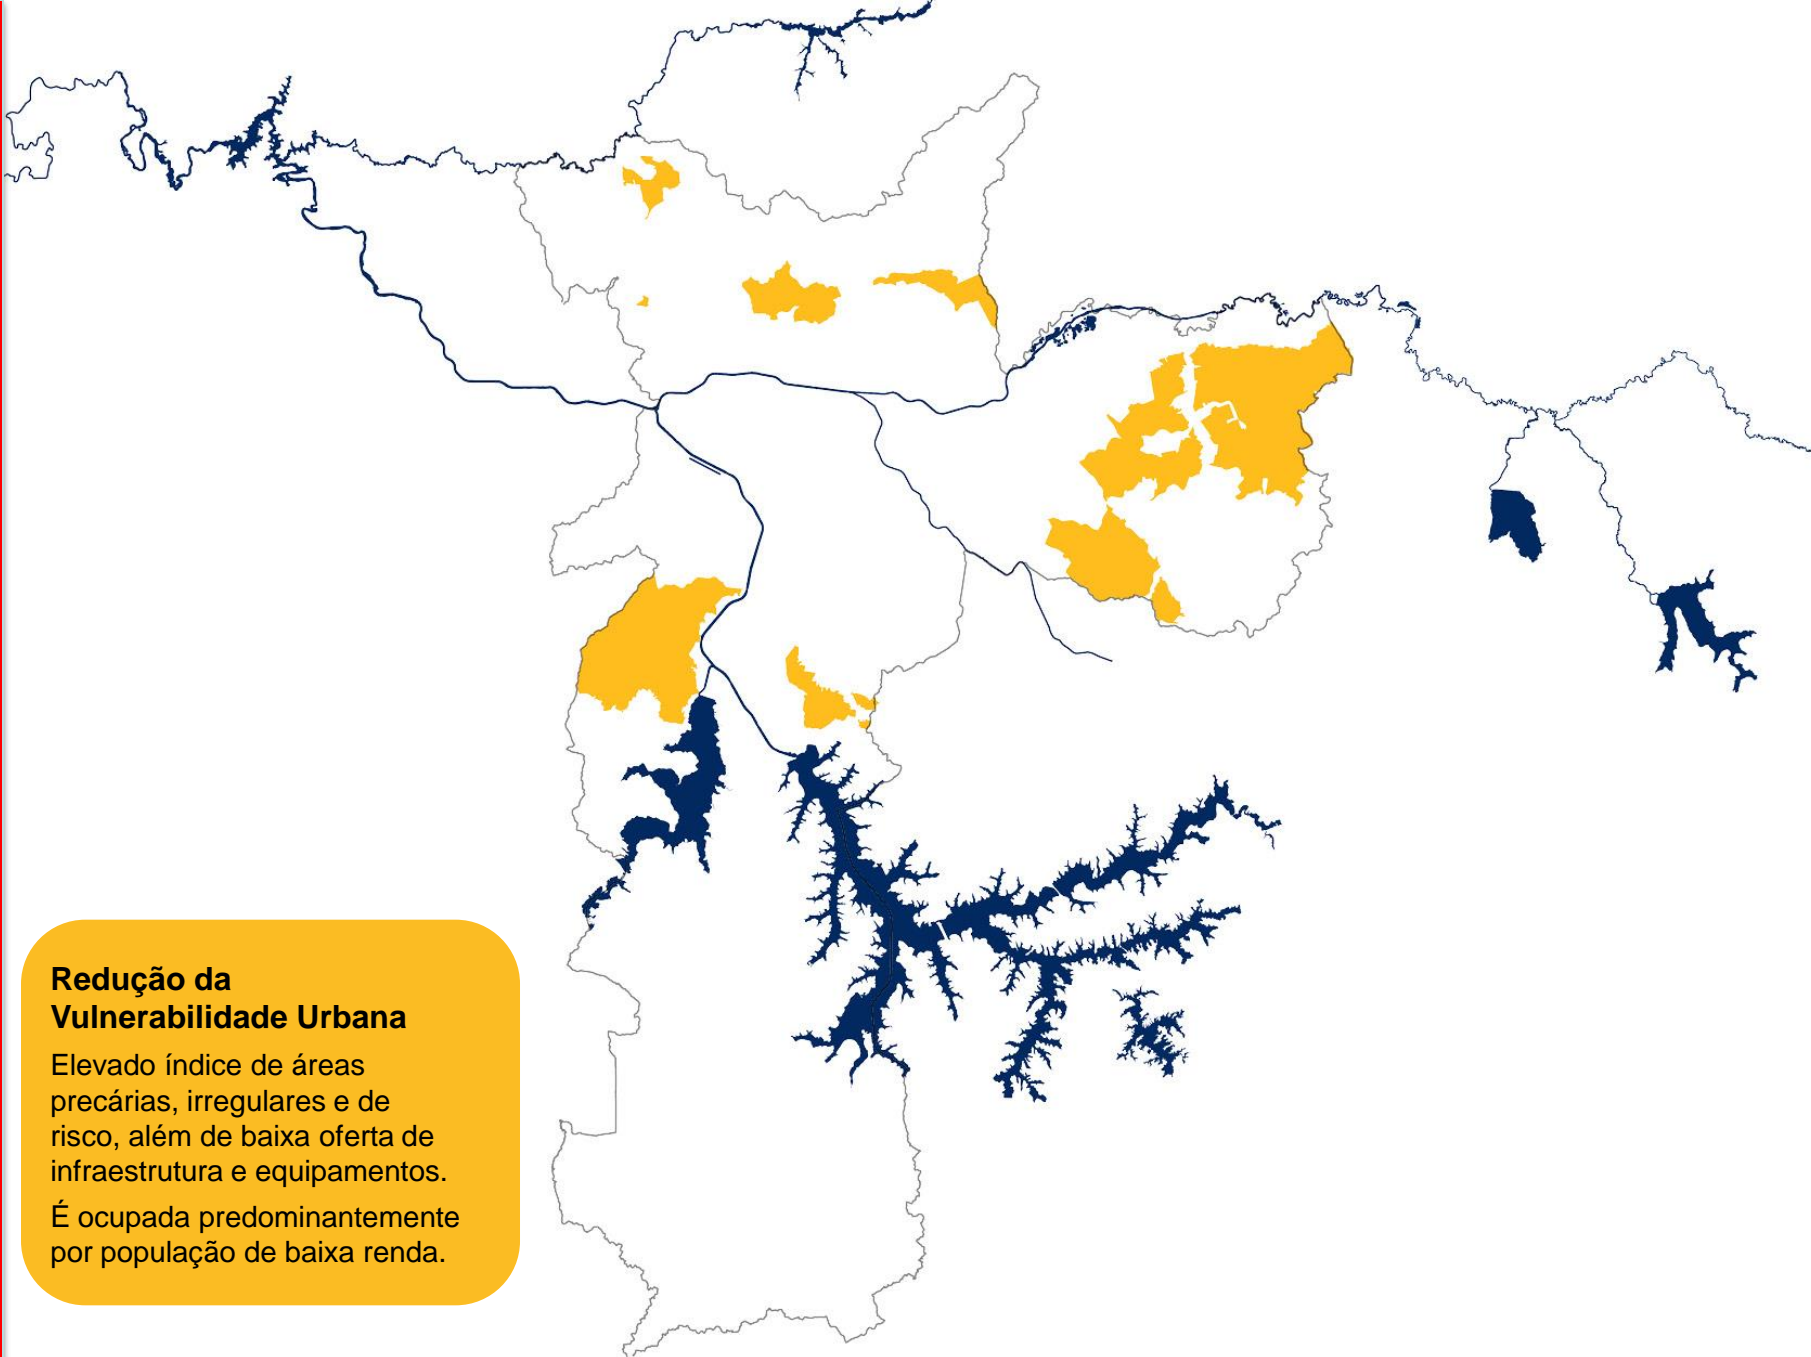 Redução da
Vulnerabilidade Urbana
Elevado índice de áreas
precárias, irregulares e de
risco, além de baixa oferta de
infraestrutura e equipamentos.
É ocupada predominantemente
por população de baixa renda.